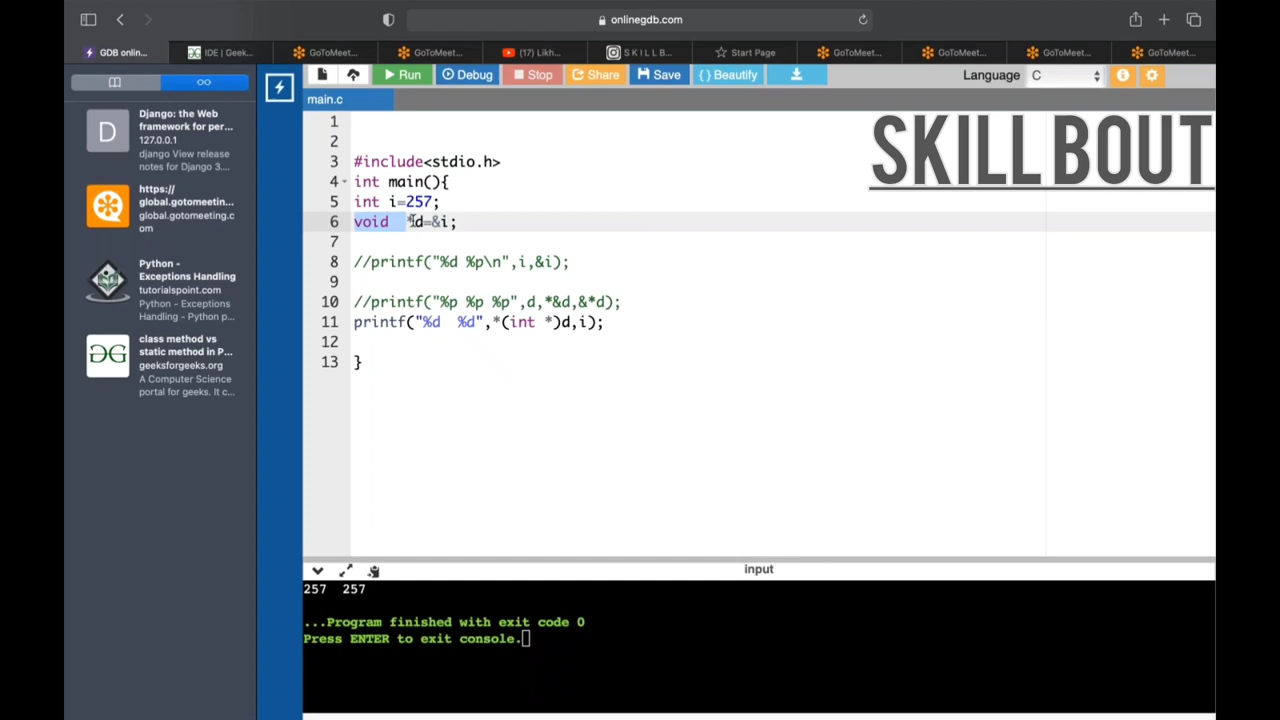 onlinegdb.com
GDB onlin...
IDE | Geek...
GoToMeet...
GoToMeet...
(17) Likh...
S K I L L B...
Start Page
GoToMeet...
GoToMeet...
GoToMeet...
GoToMeet...
Run
Debug
Stop
Share
Save
{ } Beautify
Language C
main.c
SKILL BOUT
D
Django: the Web
framework for per...
127.0.0.1
django View release
notes for Django 3....
https://
global.gotomeeting...
global.gotomeeting.c
om
Python -
Exceptions Handling
tutorialspoint.com
Python - Exceptions
Handling - Python p...
class method vs
static method in P...
geeksforgeeks.org
A Computer Science
portal for geeks. It c...
1
2
3 #include<stdio.h>
4 int main(){
5 int i=257;
6 void  *d=&i;
7
8 //printf("%d %p\n",i,&i);
9
10 //printf("%p %p %p",d,*&d,&*d);
11 printf("%d  %d",*(int *)d,i);
12
13 }
input
257  257
...Program finished with exit code 0
Press ENTER to exit console.